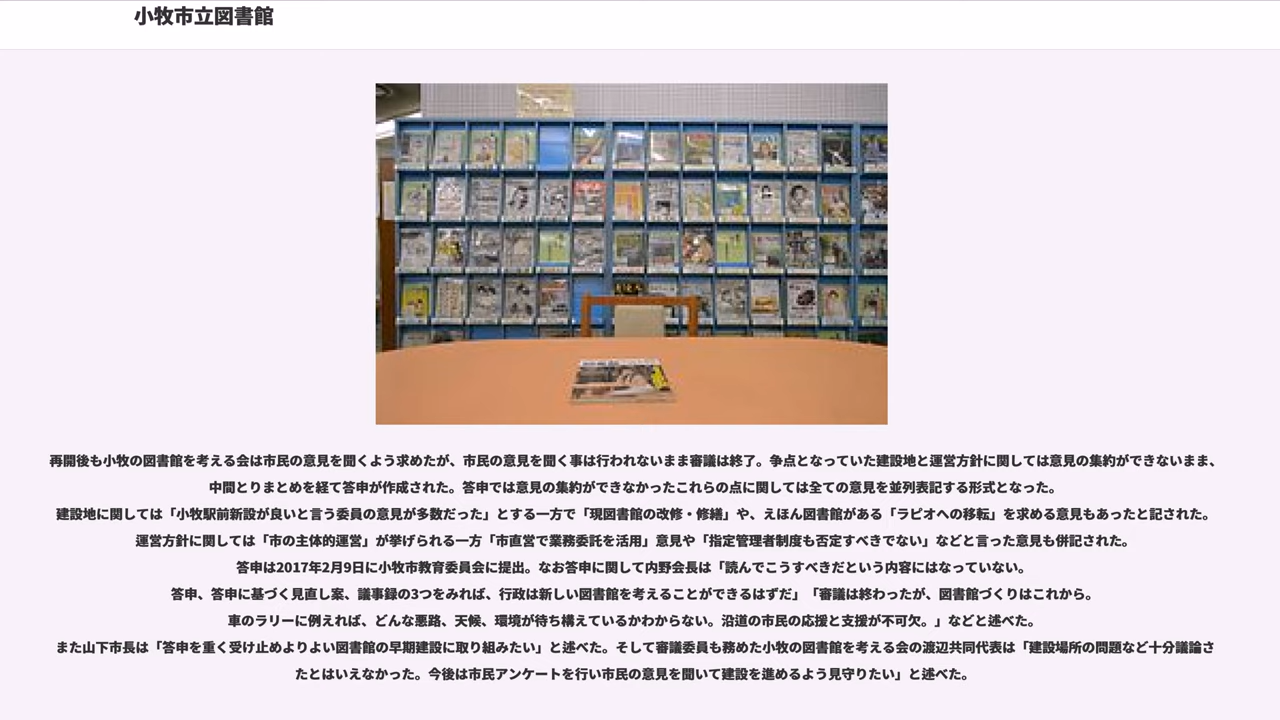 小牧市立図書館
再開後も小牧の図書館を考える会は市民の意見を聞くよう求めたが、市民の意見を聞く事は行われないまま審議は終了。争点となっていた建設地と運営方針に関しては意見の集約ができないまま、
中間とりまとめを経て答申が作成された。答申では意見の集約ができなかったこれらの点に関しては全ての意見を並列表記する形式となった。
建設地に関しては「小牧駅前新設が良いと言う委員の意見が多数だった」とする一方で「現図書館の改修・修繕」や、えほん図書館がある「ラピオへの移転」を求める意見もあったと記された。
運営方針に関しては「市の主体的運営」が挙げられる一方「市直営で業務委託を活用」意見や「指定管理者制度も否定すべきでない」などと言った意見も併記された。
答申は2017年2月9日に小牧市教育委員会に提出。なお答申に関して内野会長は「読んでこうすべきだという内容にはなっていない。
答申、答申に基づく見直し案、議事録の3つをみれば、行政は新しい図書館を考えることができるはずだ」「審議は終わったが、図書館づくりはこれから。
車のラリーに例えれば、どんな悪路、天候、環境が待ち構えているかわからない。沿道の市民の応援と支援が不可欠。」などと述べた。
また山下市長は「答申を重く受け止めよりよい図書館の早期建設に取り組みたい」と述べた。そして審議委員も務めた小牧の図書館を考える会の渡辺共同代表は「建設場所の問題など十分議論さ
たとはいえなかった。今後は市民アンケートを行い市民の意見を聞いて建設を進めるよう見守りたい」と述べた。